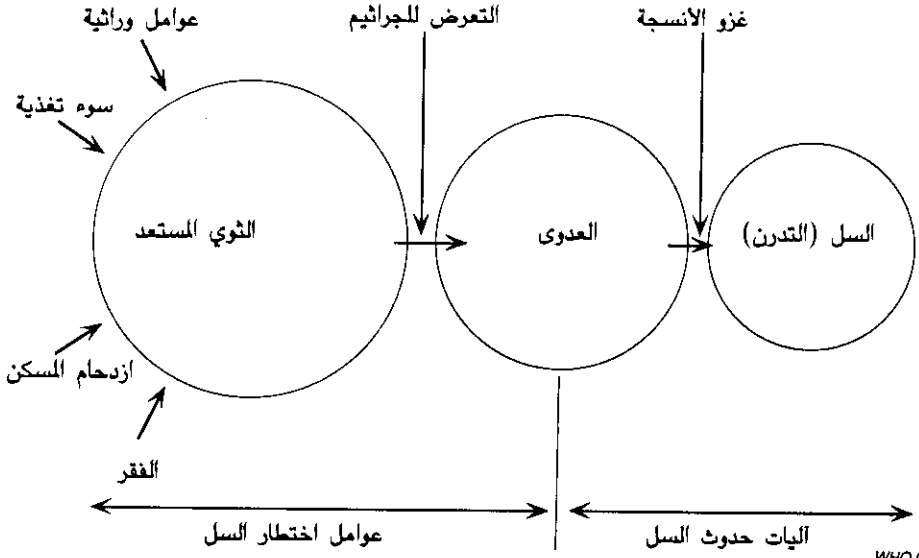 عوامل وراثية
التعرض للجراثيم
غزو الانسجة
سوء تغذية
الثوي المستعد
العدوى
السل (التدرن)
ازدحام المسكن
الفقر
عوامل اختطار السل
آليات حدوث السل
WHO